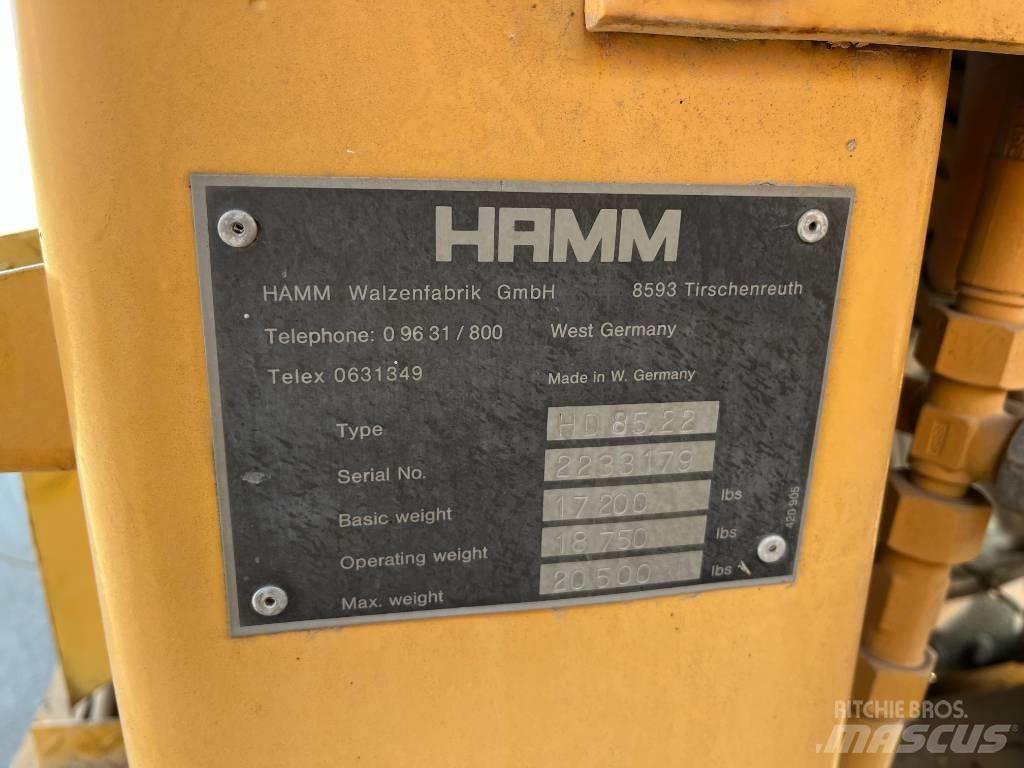 HAMM
HAMM Walzenfabrik GmbH 8593 Tirschenreuth
Telephone: 0 96 31 / 800 West Germany
Telex 0631349 Made in W. Germany
Type HD 85.22
Serial No. 2233179
Basic weight 17 200 lbs
Operating weight 18 750 lbs
Max. weight 20 500 lbs
420 905
RITCHIE BROS.
MASCUS